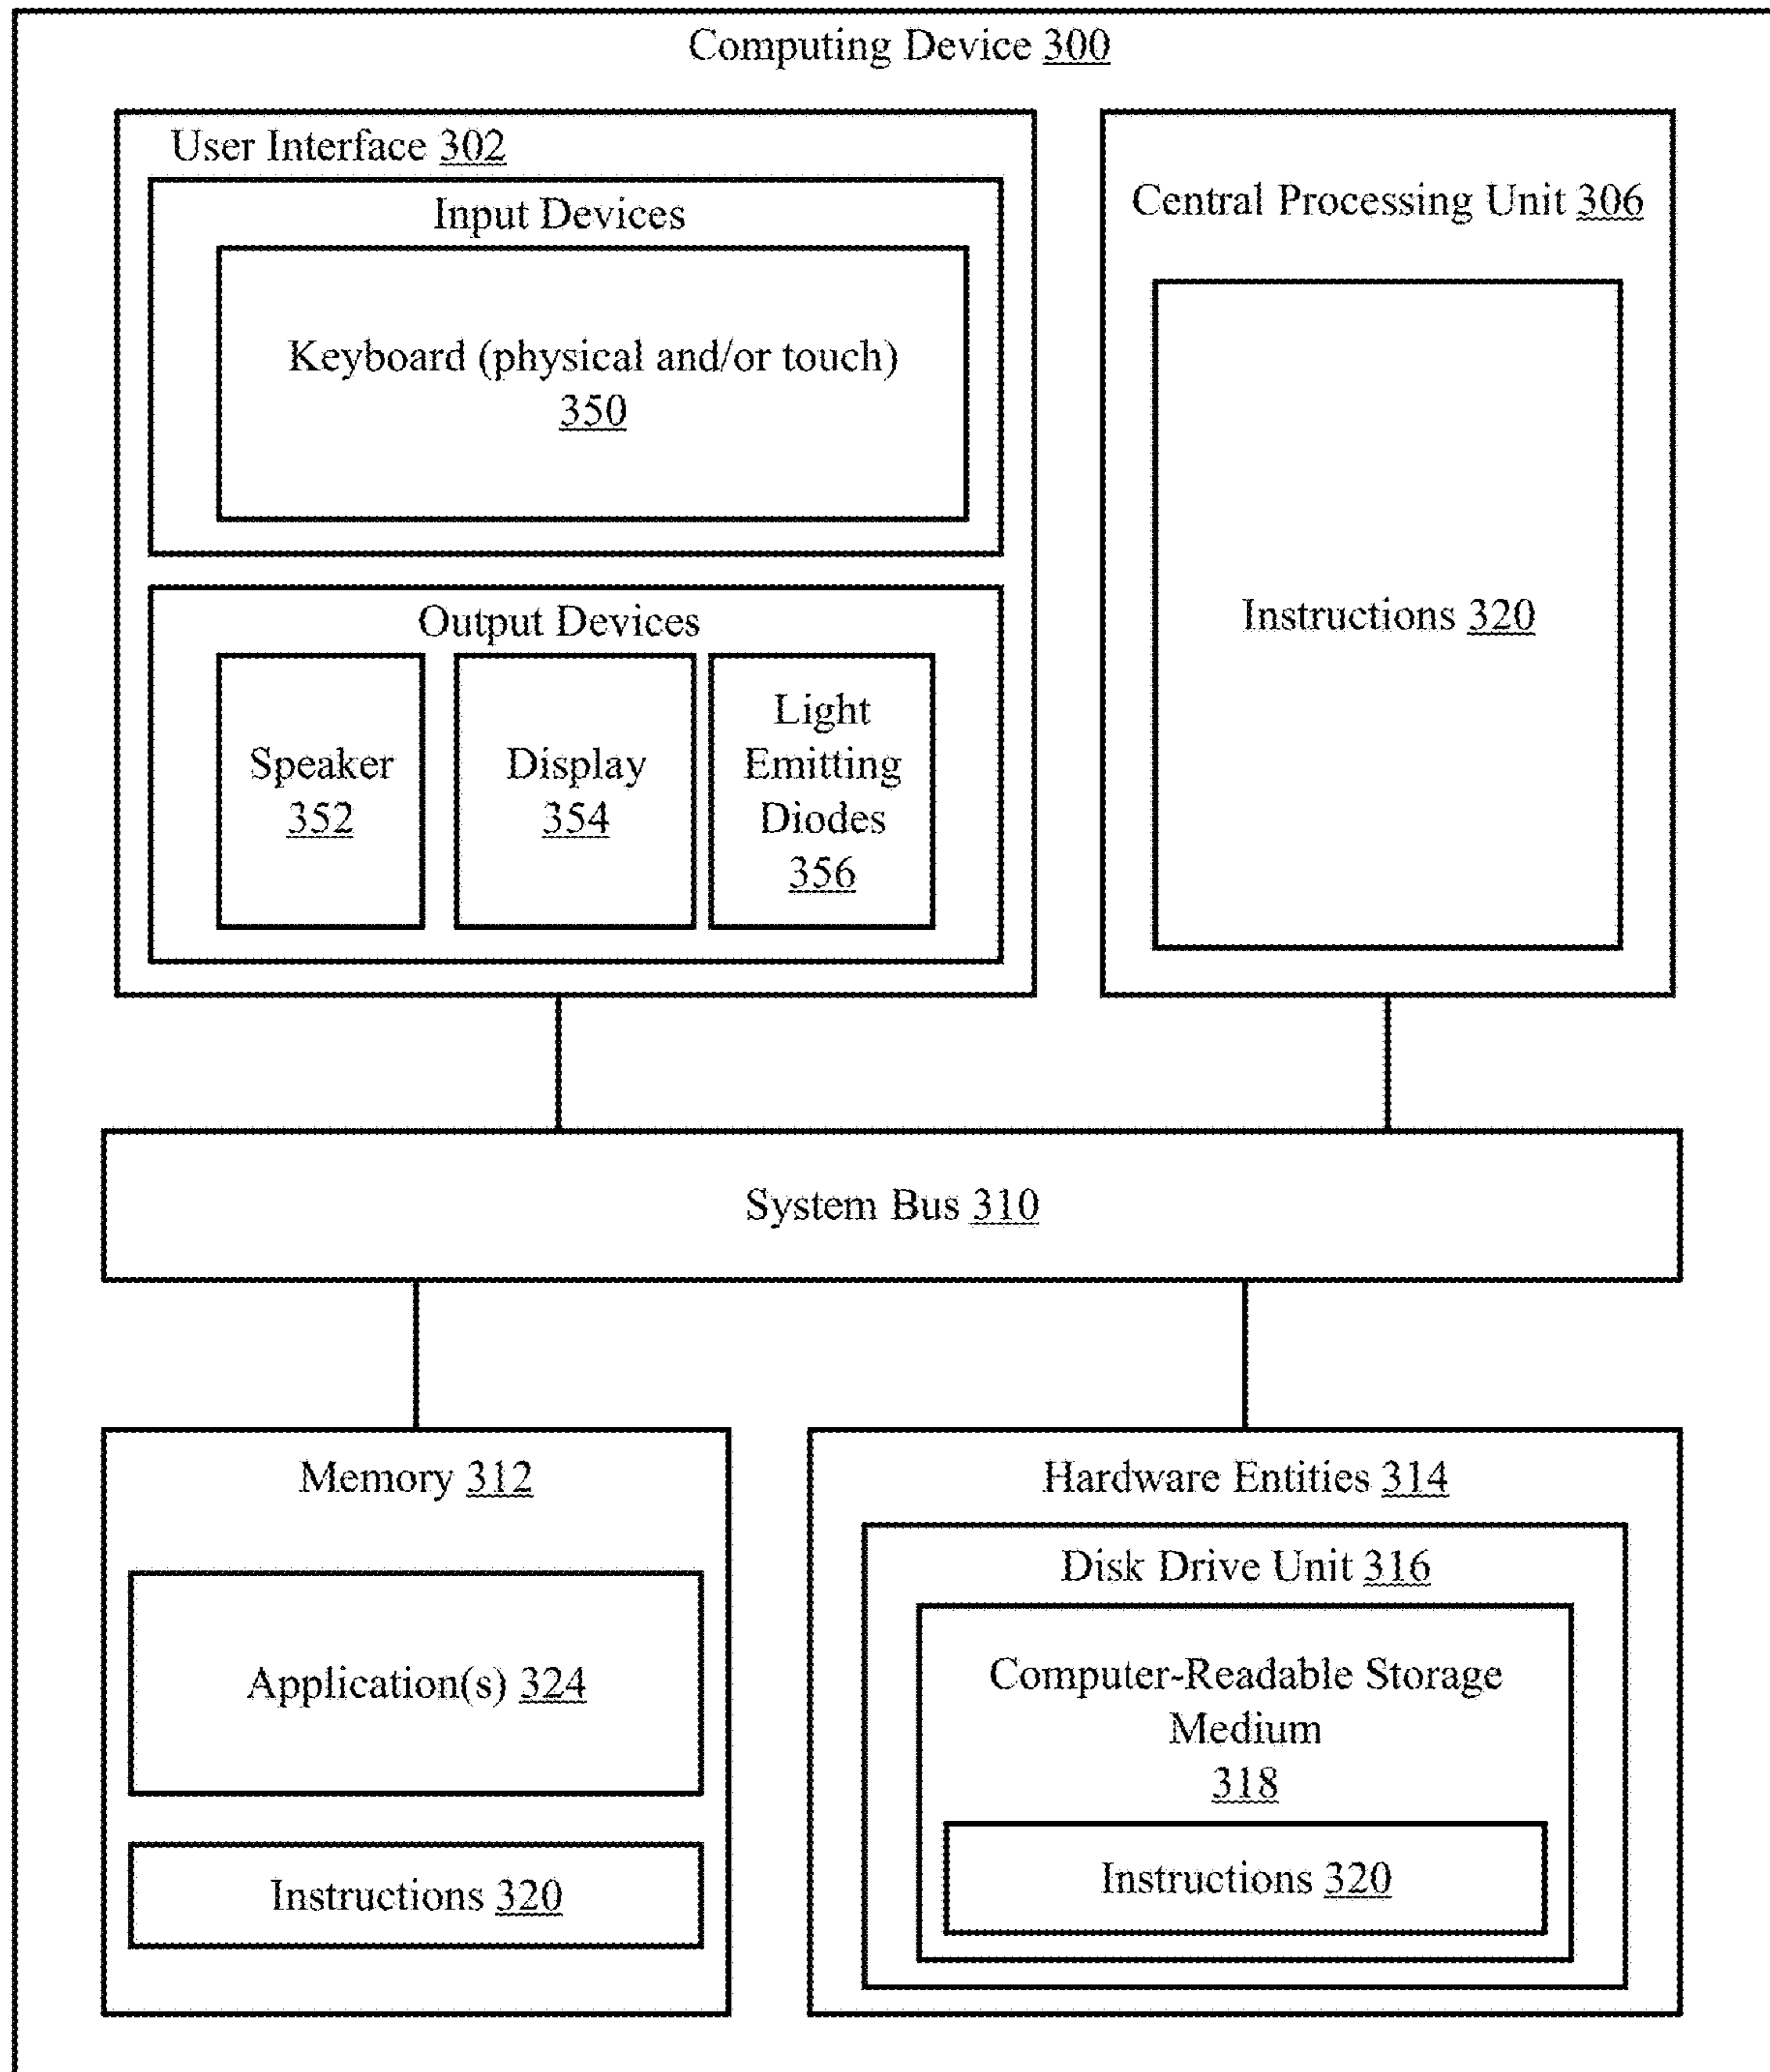 Computing Device 300
User Interface 302
Input Devices
Keyboard (physical and/or touch)
350
Output Devices
Speaker
352
Display
354
Light
Emitting
Diodes
356
Central Processing Unit 306
Instructions 320
System Bus 310
Memory 312
Application(s) 324
Instructions 320
Hardware Entities 314
Disk Drive Unit 316
Computer-Readable Storage
Medium
318
Instructions 320